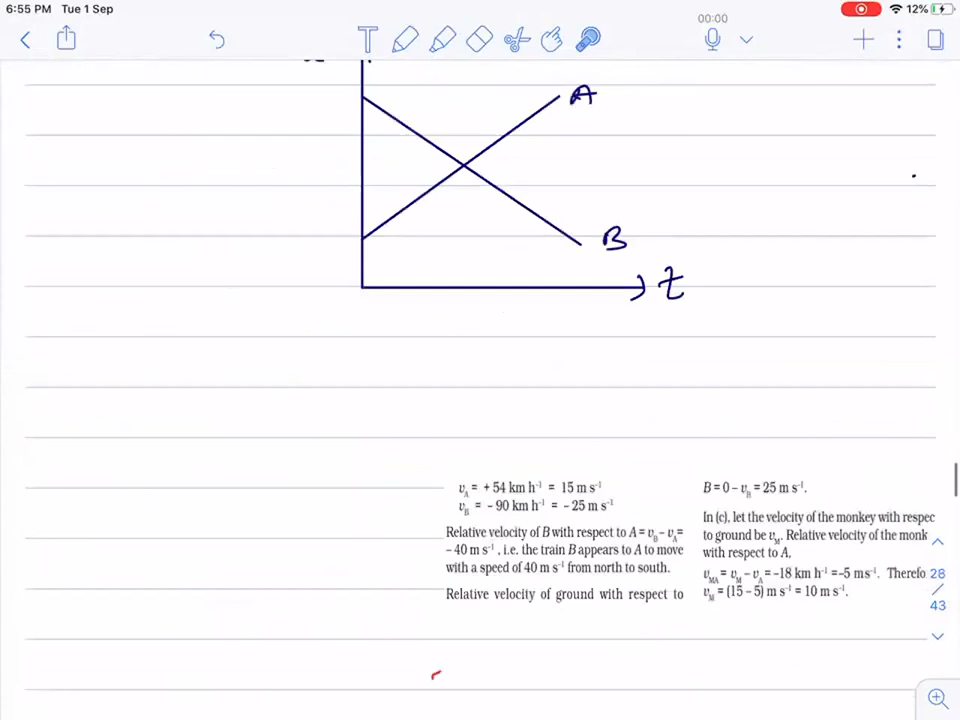 6:55 PM Tue 1 Sep
12%
00:00
A
B
t
v_A = + 54 km h⁻¹ = 15 m s⁻¹
v_B = – 90 km h⁻¹ = – 25 m s⁻¹
Relative velocity of B with respect to A = v_B – v_A =
– 40 m s⁻¹ , i.e. the train B appears to A to move
with a speed of 40 m s⁻¹ from north to south.
Relative velocity of ground with respect to
B = 0 – v_B = 25 m s⁻¹.
In (c), let the velocity of the monkey with respec
to ground be v_M. Relative velocity of the monk
with respect to A,
v_MA = v_M – v_A = –18 km h⁻¹ = –5 m s⁻¹. Therefo
v_M = (15 – 5) m s⁻¹ = 10 m s⁻¹.
28
/
43